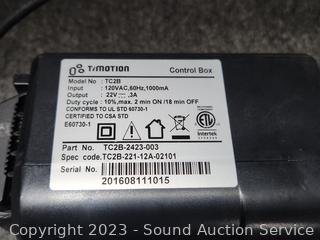 TiMOTION Control Box
Model No. : TC2B
Input : 120VAC,60Hz,1000mA
Output : 22V⎓,3A
Duty cycle : 10%,max. 2 min ON /18 min OFF
CONFORMS TO UL STD 60730-1
CERTIFIED TO CSA STD
E60730-1
ETL
Intertek
Part No. TC2B-2423-003
Spec code.TC2B-221-12A-02101
Serial No.
201608111015
Copyright 2023 - Sound Auction Service